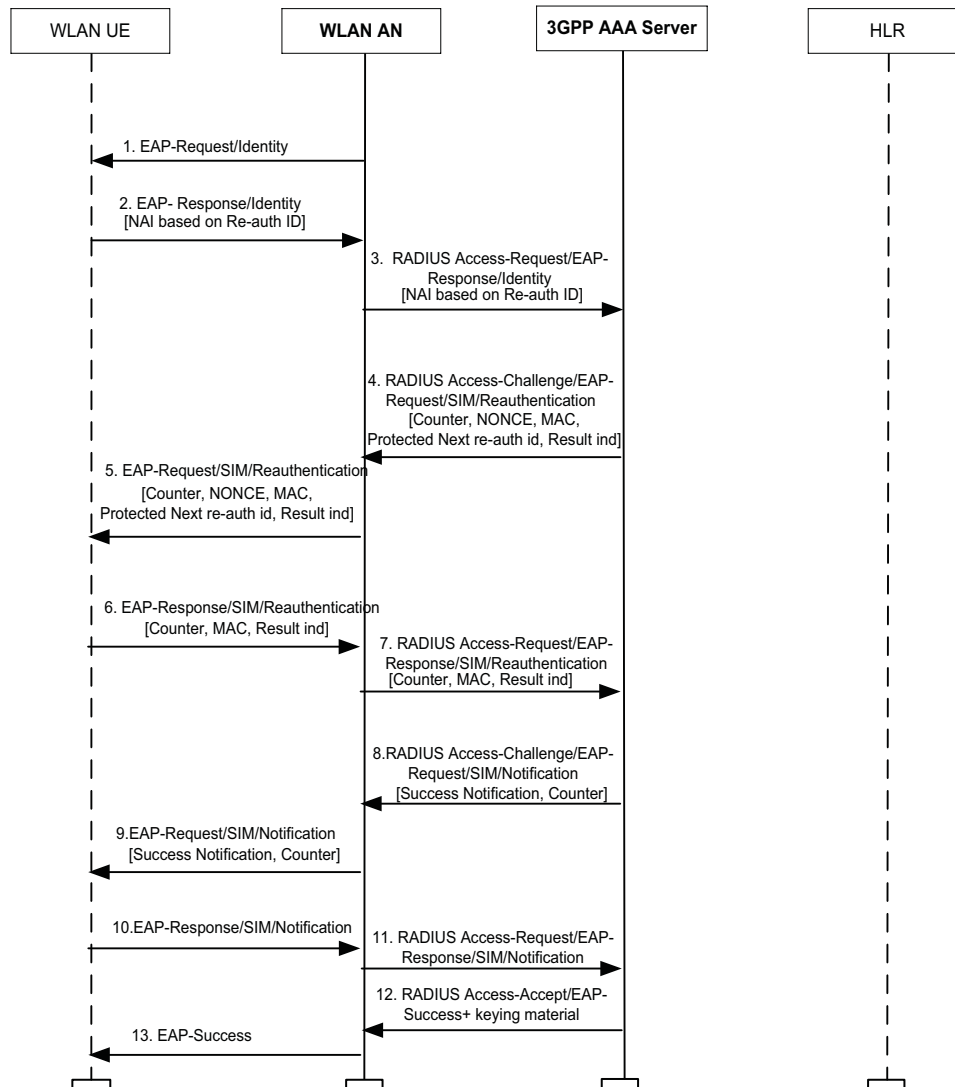 WLAN UE
WLAN AN
3GPP AAA Server
HLR
1. EAP-Request/Identity
2. EAP- Response/Identity
[NAI based on Re-auth ID]
3. RADIUS Access-Request/EAP-
Response/Identity
[NAI based on Re-auth ID]
4. RADIUS Access-Challenge/EAP-
Request/SIM/Reauthentication
[Counter, NONCE, MAC,
Protected Next re-auth id, Result ind]
5. EAP-Request/SIM/Reauthentication
[Counter, NONCE, MAC,
Protected Next re-auth id, Result ind]
6. EAP-Response/SIM/Reauthentication
[Counter, MAC, Result ind]
7. RADIUS Access-Request/EAP-
Response/SIM/Reauthentication
[Counter, MAC, Result ind]
8.RADIUS Access-Challenge/EAP-
Request/SIM/Notification
[Success Notification, Counter]
9.EAP-Request/SIM/Notification
[Success Notification, Counter]
10.EAP-Response/SIM/Notification
11. RADIUS Access-Request/EAP-
Response/SIM/Notification
12. RADIUS Access-Accept/EAP-
Success+ keying material
13. EAP-Success